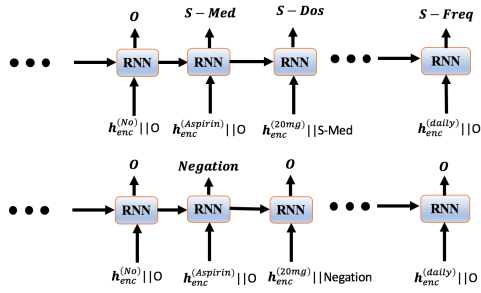 O S-Med S-Dos S-Freq
... RNN RNN RNN ... RNN
h_enc^(No)||O h_enc^(Aspirin)||O h_enc^(20mg)||S-Med h_enc^(daily)||O
O Negation O O
... RNN RNN RNN ... RNN
h_enc^(No)||O h_enc^(Aspirin)||O h_enc^(20mg)||Negation h_enc^(daily)||O